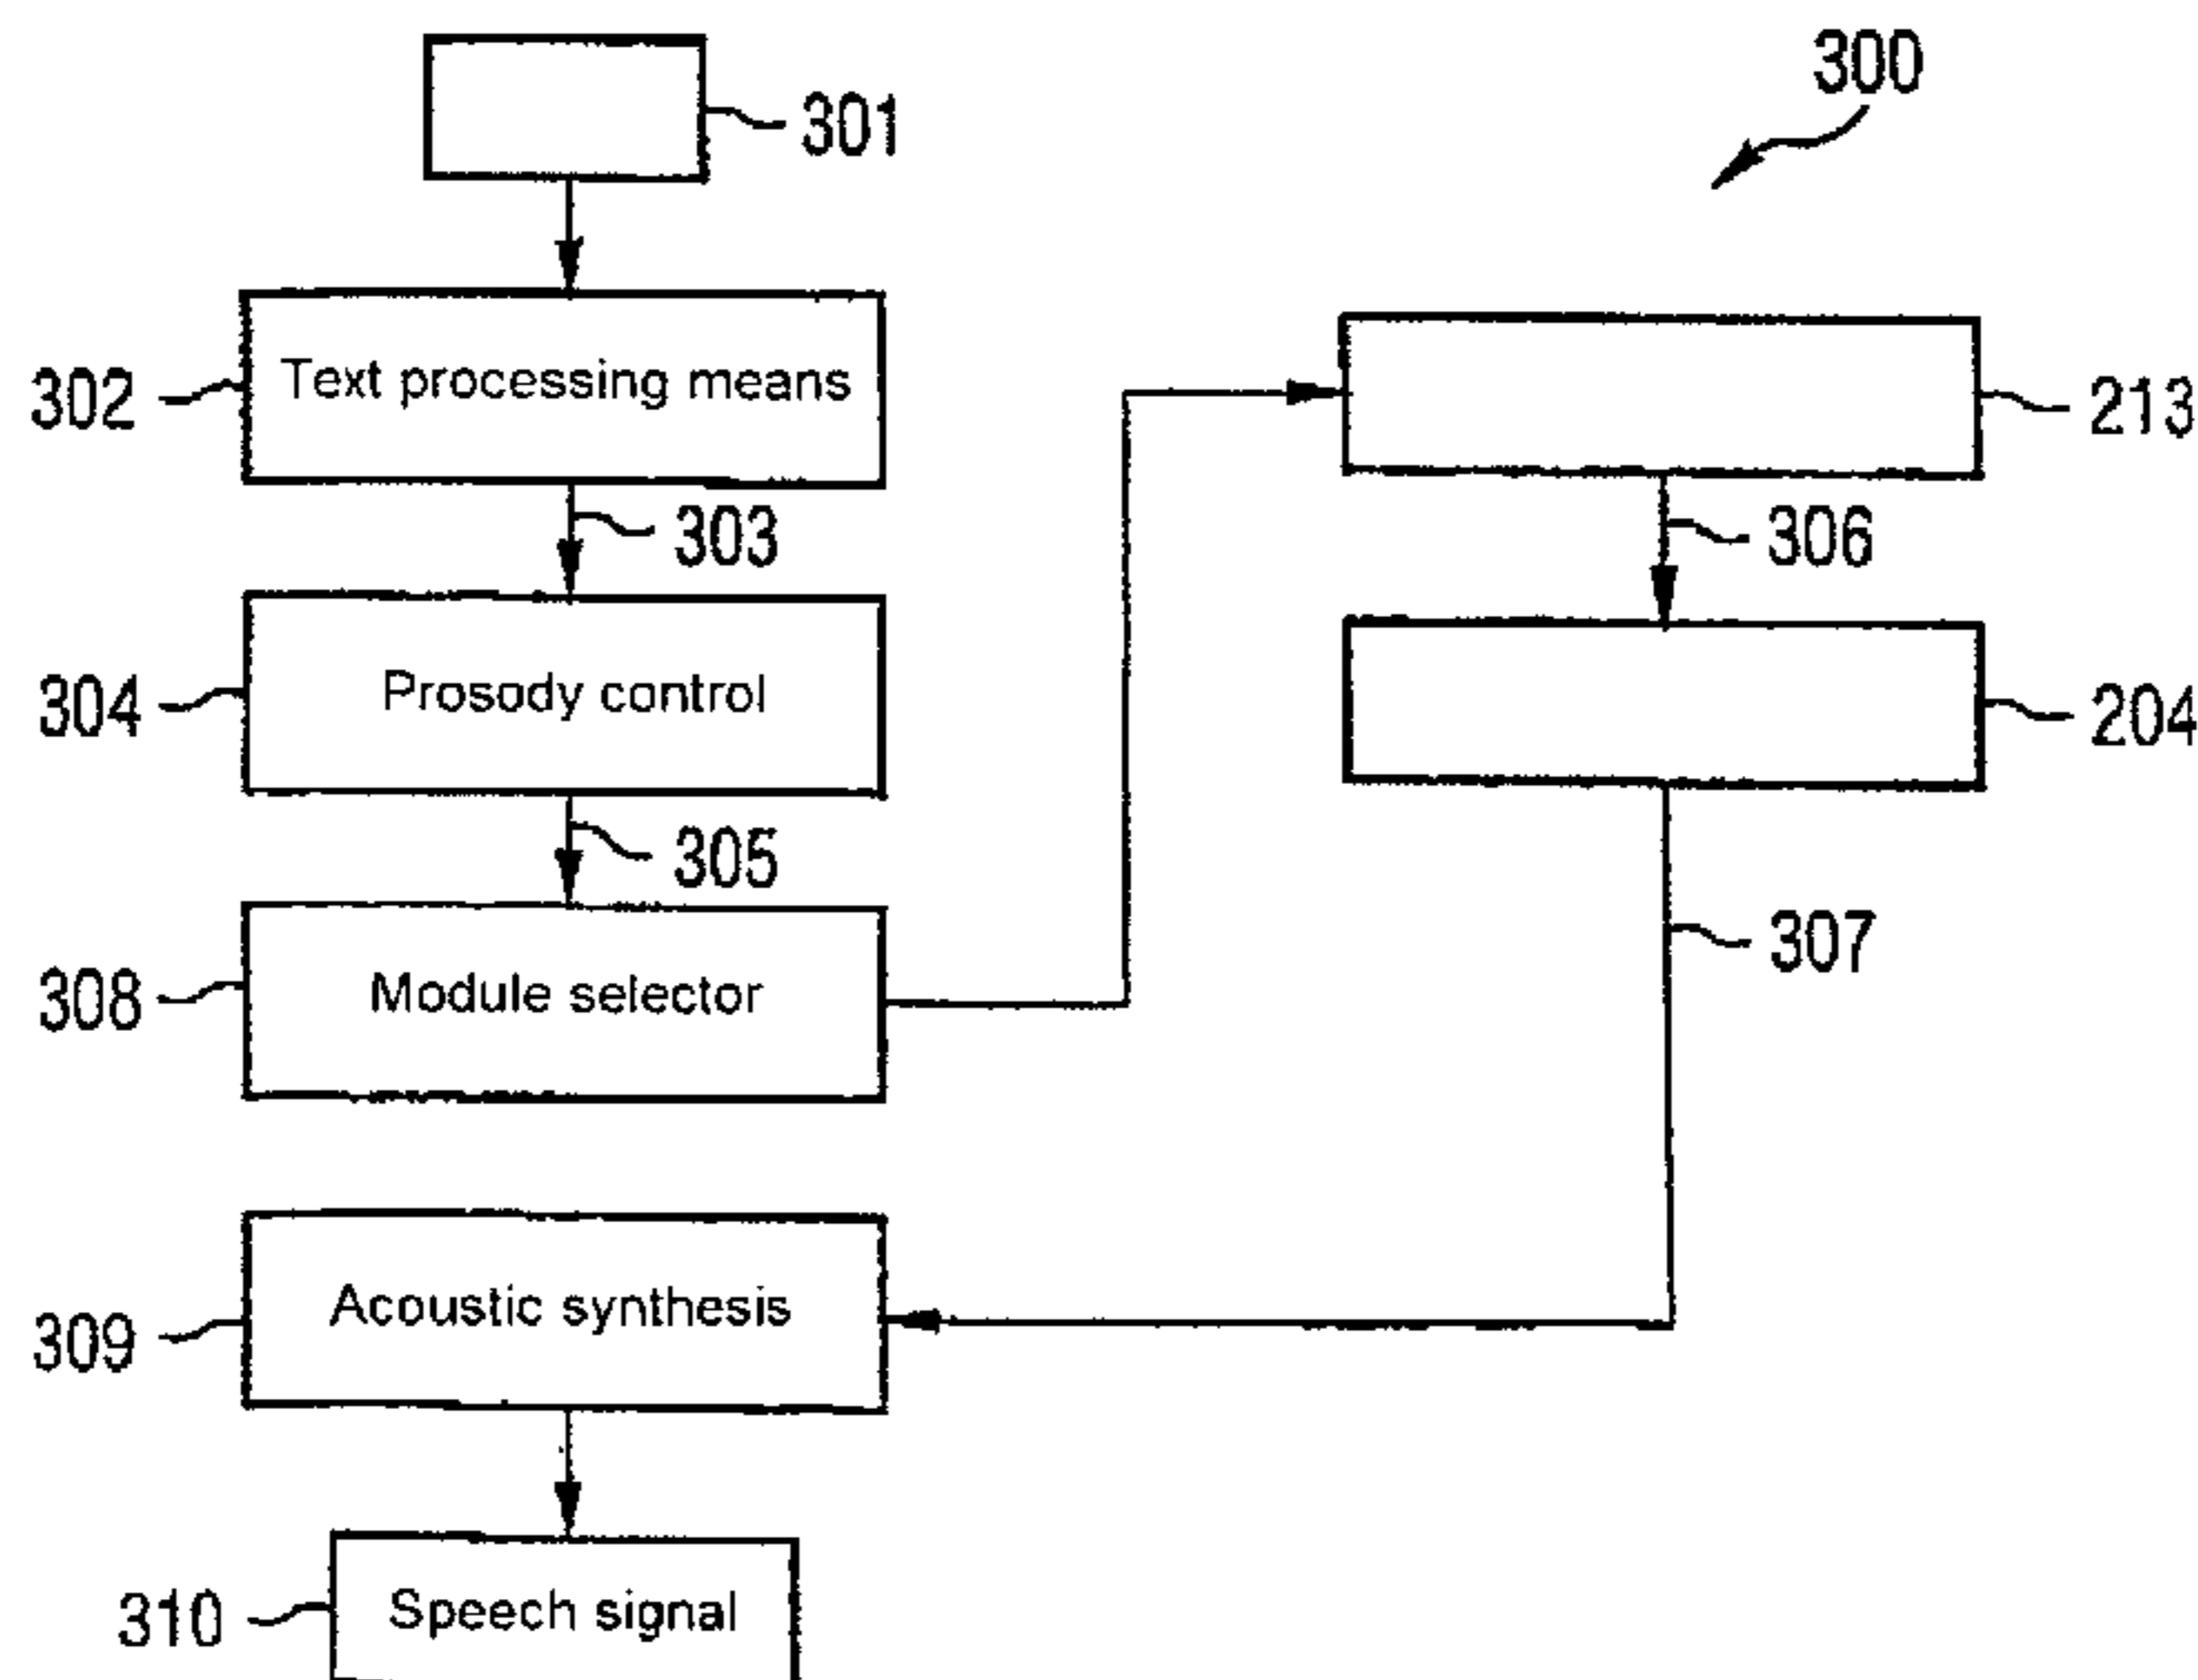 300
301
302
Text processing means
213
303
306
304
Prosody control
204
305
307
308
Module selector
309
Acoustic synthesis
310
Speech signal